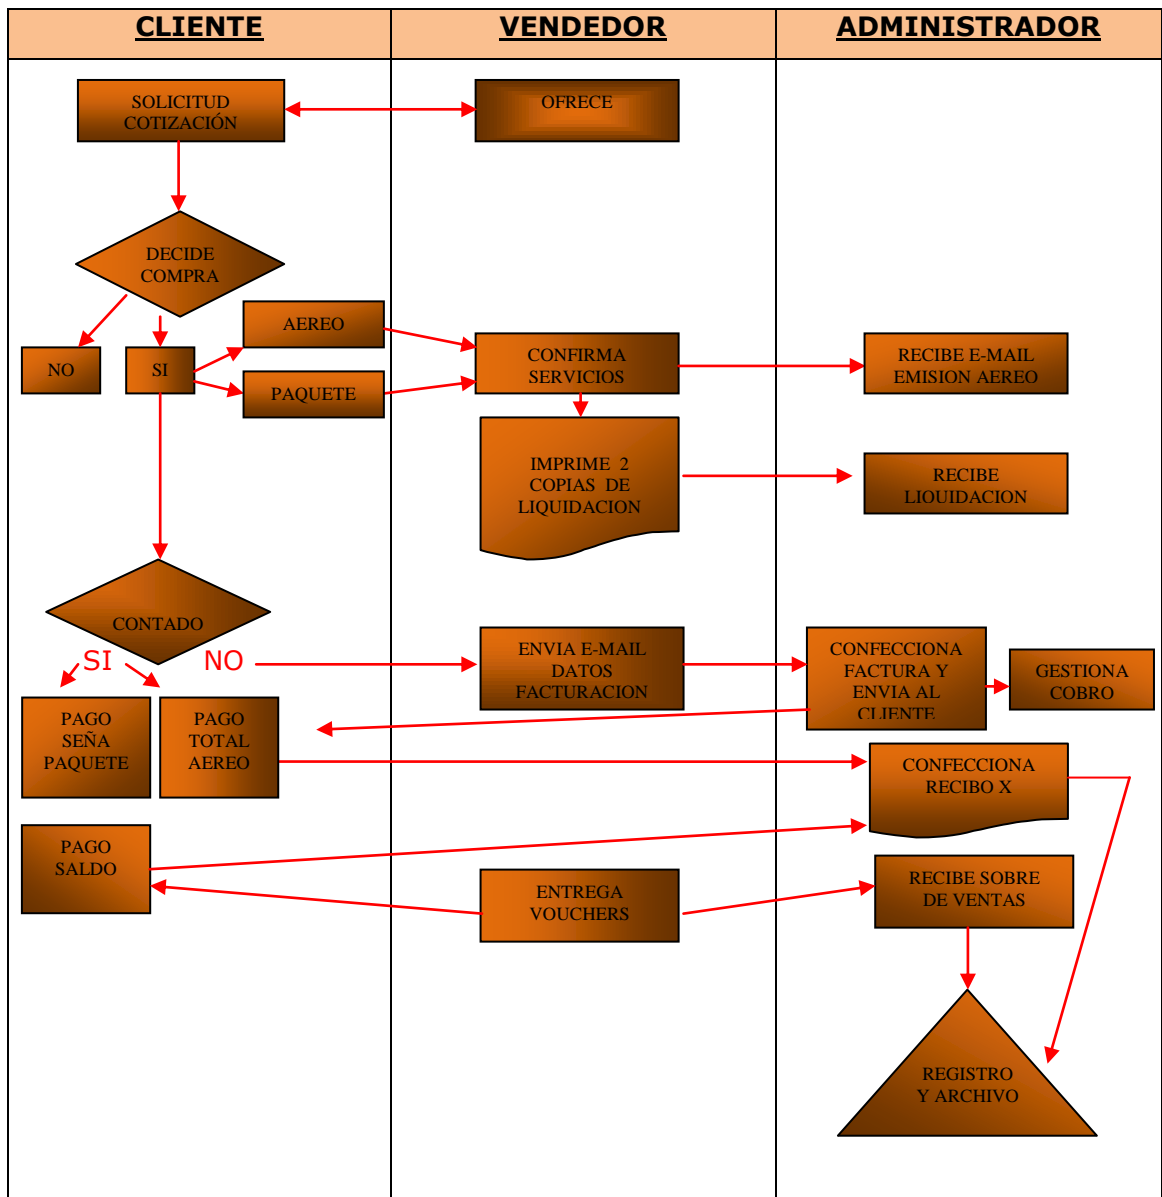 CLIENTE
VENDEDOR
ADMINISTRADOR
SOLICITUD
COTIZACIÓN
OFRECE
DECIDE
COMPRA
NO
SI
AEREO
PAQUETE
CONFIRMA
SERVICIOS
RECIBE E-MAIL
EMISION AEREO
IMPRIME 2
COPIAS DE
LIQUIDACION
RECIBE
LIQUIDACION
CONTADO
SI
NO
ENVIA E-MAIL
DATOS
FACTURACION
CONFECCIONA
FACTURA Y
ENVIA AL
CLIENTE
GESTIONA
COBRO
PAGO
SEÑA
PAQUETE
PAGO
TOTAL
AEREO
CONFECCIONA
RECIBO X
PAGO
SALDO
ENTREGA
VOUCHERS
RECIBE SOBRE
DE VENTAS
REGISTRO
Y ARCHIVO